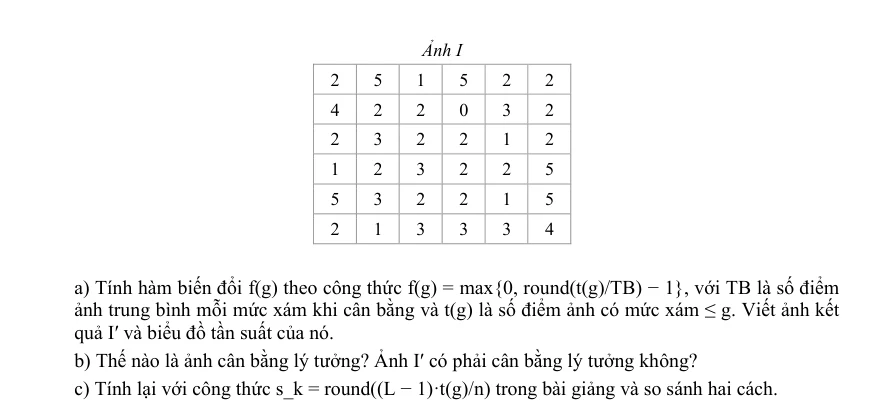 Ảnh I
2 5 1 5 2 2
4 2 2 0 3 2
2 3 2 2 1 2
1 2 3 2 2 5
5 3 2 2 1 5
2 1 3 3 3 4
a) Tính hàm biến đổi f(g) theo công thức f(g) = max{0, round(t(g)/TB) − 1}, với TB là số điểm
ảnh trung bình mỗi mức xám khi cân bằng và t(g) là số điểm ảnh có mức xám ≤ g. Viết ảnh kết
quả I′ và biểu đồ tần suất của nó.
b) Thế nào là ảnh cân bằng lý tưởng? Ảnh I′ có phải cân bằng lý tưởng không?
c) Tính lại với công thức s_k = round((L − 1)·t(g)/n) trong bài giảng và so sánh hai cách.